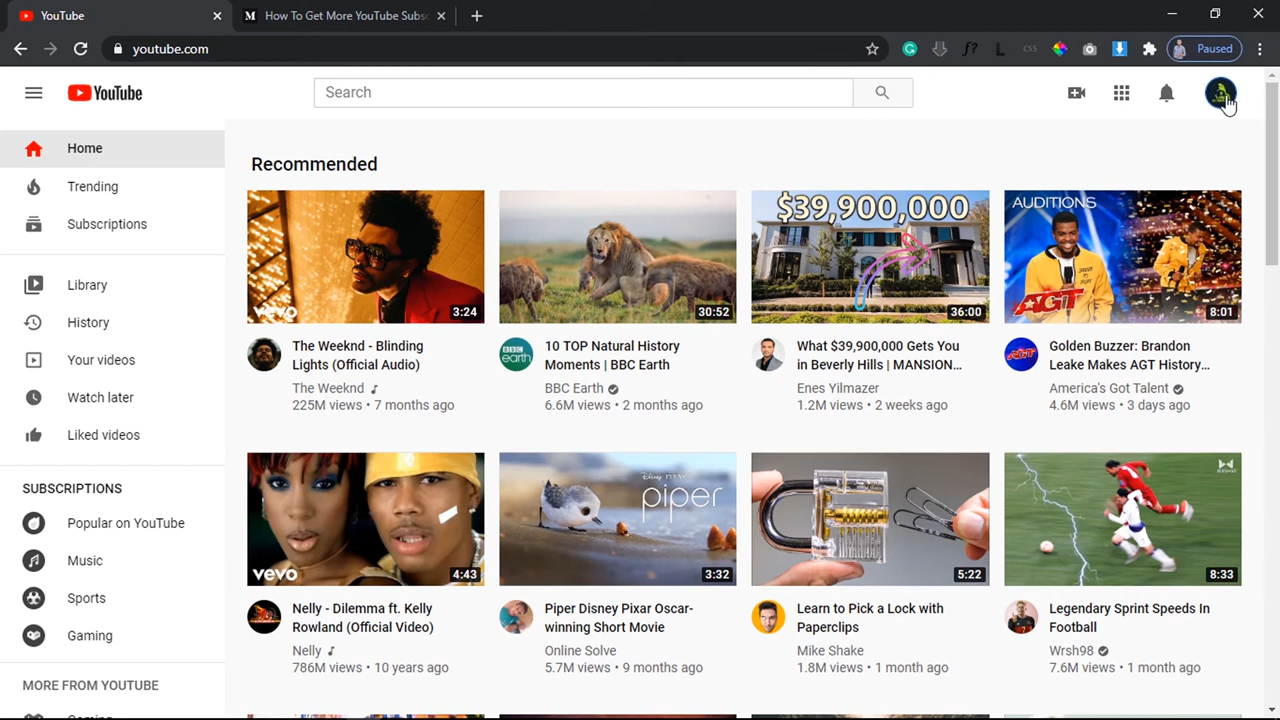 YouTube
How To Get More YouTube Subs
youtube.com
f?
L
CSS
Paused
YouTube
Search
Home
Trending
Subscriptions
Library
History
Your videos
Watch later
Liked videos
SUBSCRIPTIONS
Popular on YouTube
Music
Sports
Gaming
MORE FROM YOUTUBE
Gaming
Recommended
vevo
3:24
The Weeknd - Blinding
Lights (Official Audio)
The Weeknd
225M views • 7 months ago
30:52
BBC
earth
10 TOP Natural History
Moments | BBC Earth
BBC Earth
6.6M views • 2 months ago
$39,900,000
36:00
What $39,900,000 Gets You
in Beverly Hills | MANSION...
Enes Yilmazer
1.2M views • 2 weeks ago
AUDITIONS
AGT
8:01
AGT
Golden Buzzer: Brandon
Leake Makes AGT History...
America's Got Talent
4.6M views • 3 days ago
vevo
4:43
Nelly - Dilemma ft. Kelly
Rowland (Official Video)
Nelly
786M views • 10 years ago
Disney PIXAR
piper
3:32
Piper Disney Pixar Oscar-
winning Short Movie
Online Solve
5.7M views • 9 months ago
5:22
Learn to Pick a Lock with
Paperclips
Mike Shake
1.8M views • 1 month ago
8:33
Legendary Sprint Speeds In
Football
Wrsh98
7.6M views • 1 month ago